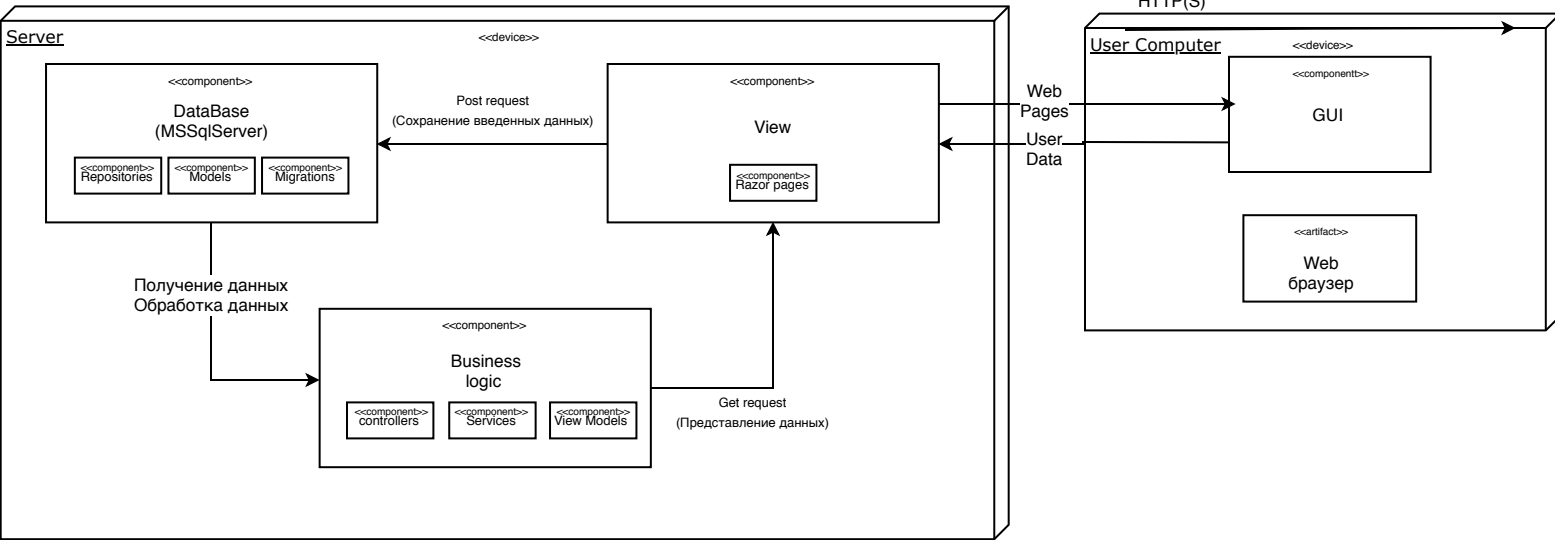 HTTP(S)
Server
<<device>>
<<component>>
DataBase
(MSSqlServer)
<<component>>
Repositories
<<component>>
Models
<<component>>
Migrations
Post request
(Сохранение введенных данных)
<<component>>
View
<<component>>
Razor pages
Web
Pages
User
Data
User Computer
<<device>>
<<componentt>>
GUI
<<artifact>>
Web
браузер
Получение данных
Обработка данных
<<component>>
Business
logic
<<component>>
controllers
<<component>>
Services
<<component>>
View Models
Get request
(Представление данных)